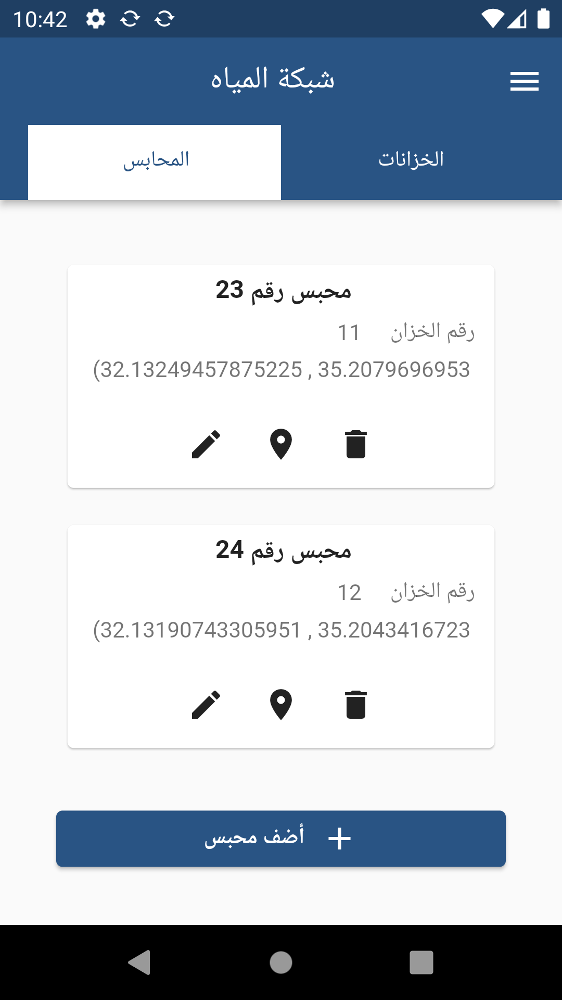 10:42
شبكة المياه
الخزانات
المحابس
محبس رقم 23
رقم الخزان 11
(32.13249457875225 , 35.2079696953
محبس رقم 24
رقم الخزان 12
(32.13190743305951 , 35.2043416723
أضف محبس